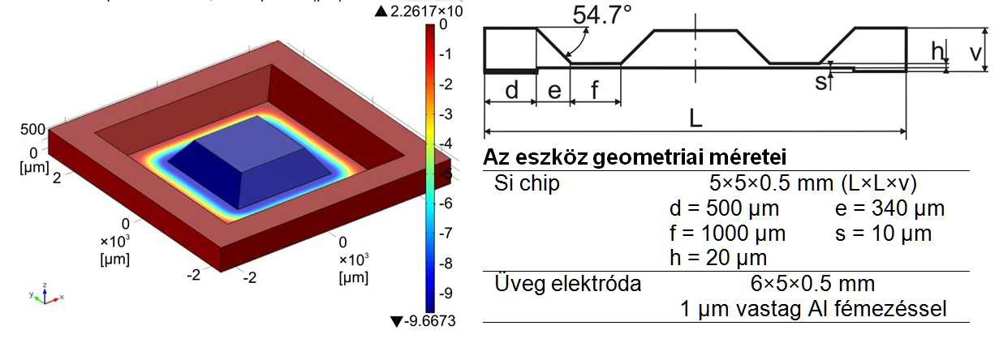 ▲ 2.2617×10
0
-1
-2
-3
-4
-5
-6
-7
-8
-9
▼-9.6673
500
0
[µm]
2
0
×10³
[µm]
-2
-2
0
×10³
[µm]
y z x
54.7°
h
v
s
d e f
L
Az eszköz geometriai méretei
Si chip 5×5×0.5 mm (L×L×v)
d = 500 µm e = 340 µm
f = 1000 µm s = 10 µm
h = 20 µm
Üveg elektróda 6×5×0.5 mm
1 µm vastag Al fémezéssel